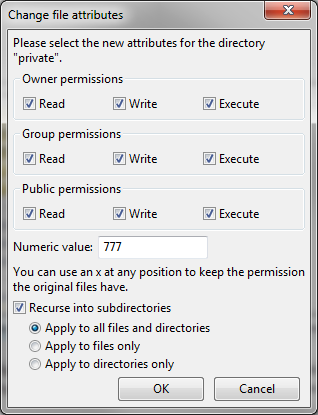 Change file attributes
Please select the new attributes for the directory
"private".
Owner permissions
Read Write Execute
Group permissions
Read Write Execute
Public permissions
Read Write Execute
Numeric value: 777
You can use an x at any position to keep the permission
the original files have.
Recurse into subdirectories
Apply to all files and directories
Apply to files only
Apply to directories only
OK Cancel